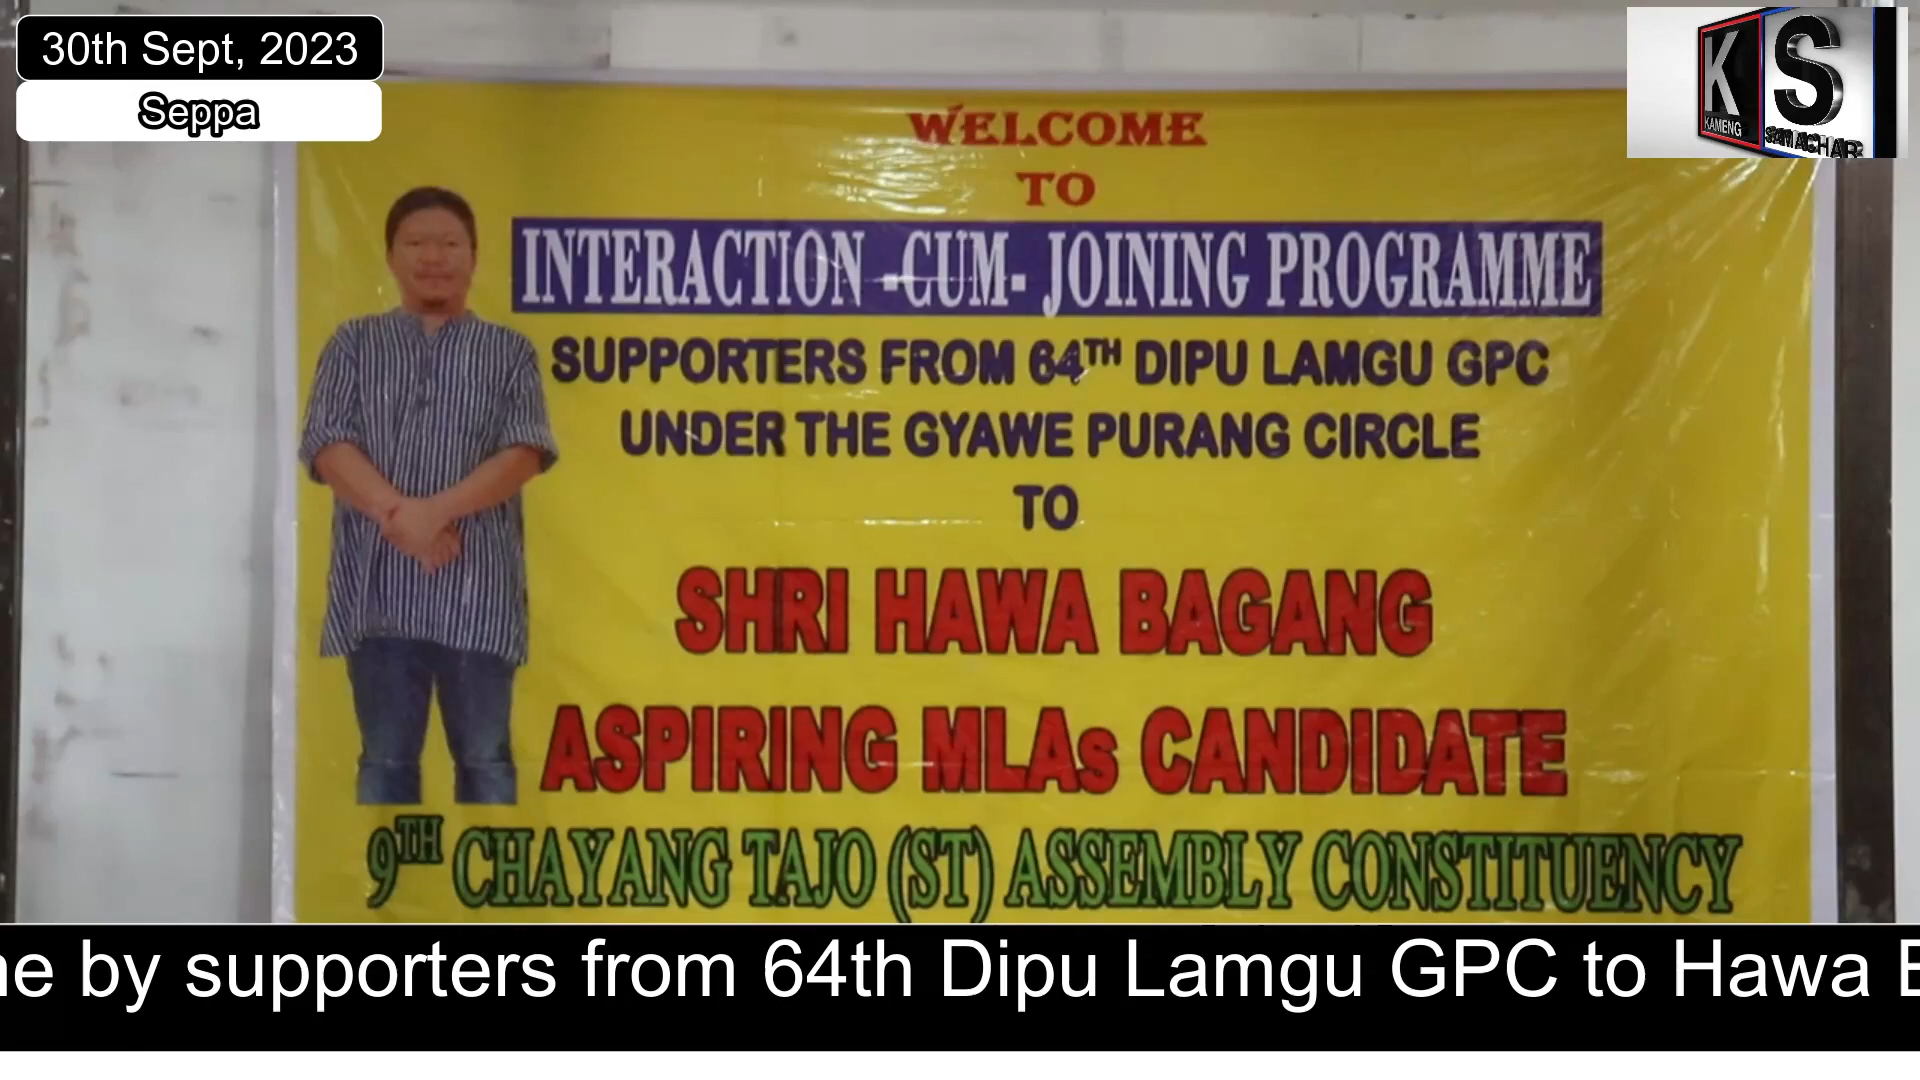 30th Sept, 2023
Seppa
K S
KAMENG
SAMACHAR
WELCOME
TO
INTERACTION -CUM- JOINING PROGRAMME
SUPPORTERS FROM 64TH DIPU LAMGU GPC
UNDER THE GYAWE PURANG CIRCLE
TO
SHRI HAWA BAGANG
ASPIRING MLAs CANDIDATE
9TH CHAYANG TAJO (ST) ASSEMBLY CONSTITUENCY
by supporters from 64th Dipu Lamgu GPC to Hawa